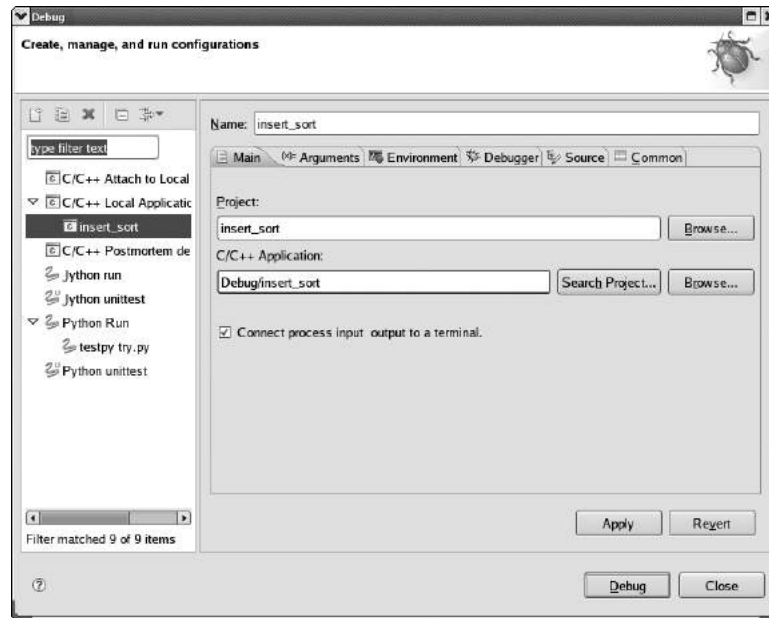 Debug
Create, manage, and run configurations
type filter text
C/C++ Attach to Local
C/C++ Local Applicatic
insert_sort
C/C++ Postmortem de
Jython run
Jython unittest
Python Run
testpy try.py
Python unittest
Filter matched 9 of 9 items
Name: insert_sort
Main Arguments Environment Debugger Source Common
Project:
insert_sort Browse...
C/C++ Application:
Debug/insert_sort Search Project... Browse...
Connect process input output to a terminal.
Apply Revert
Debug Close